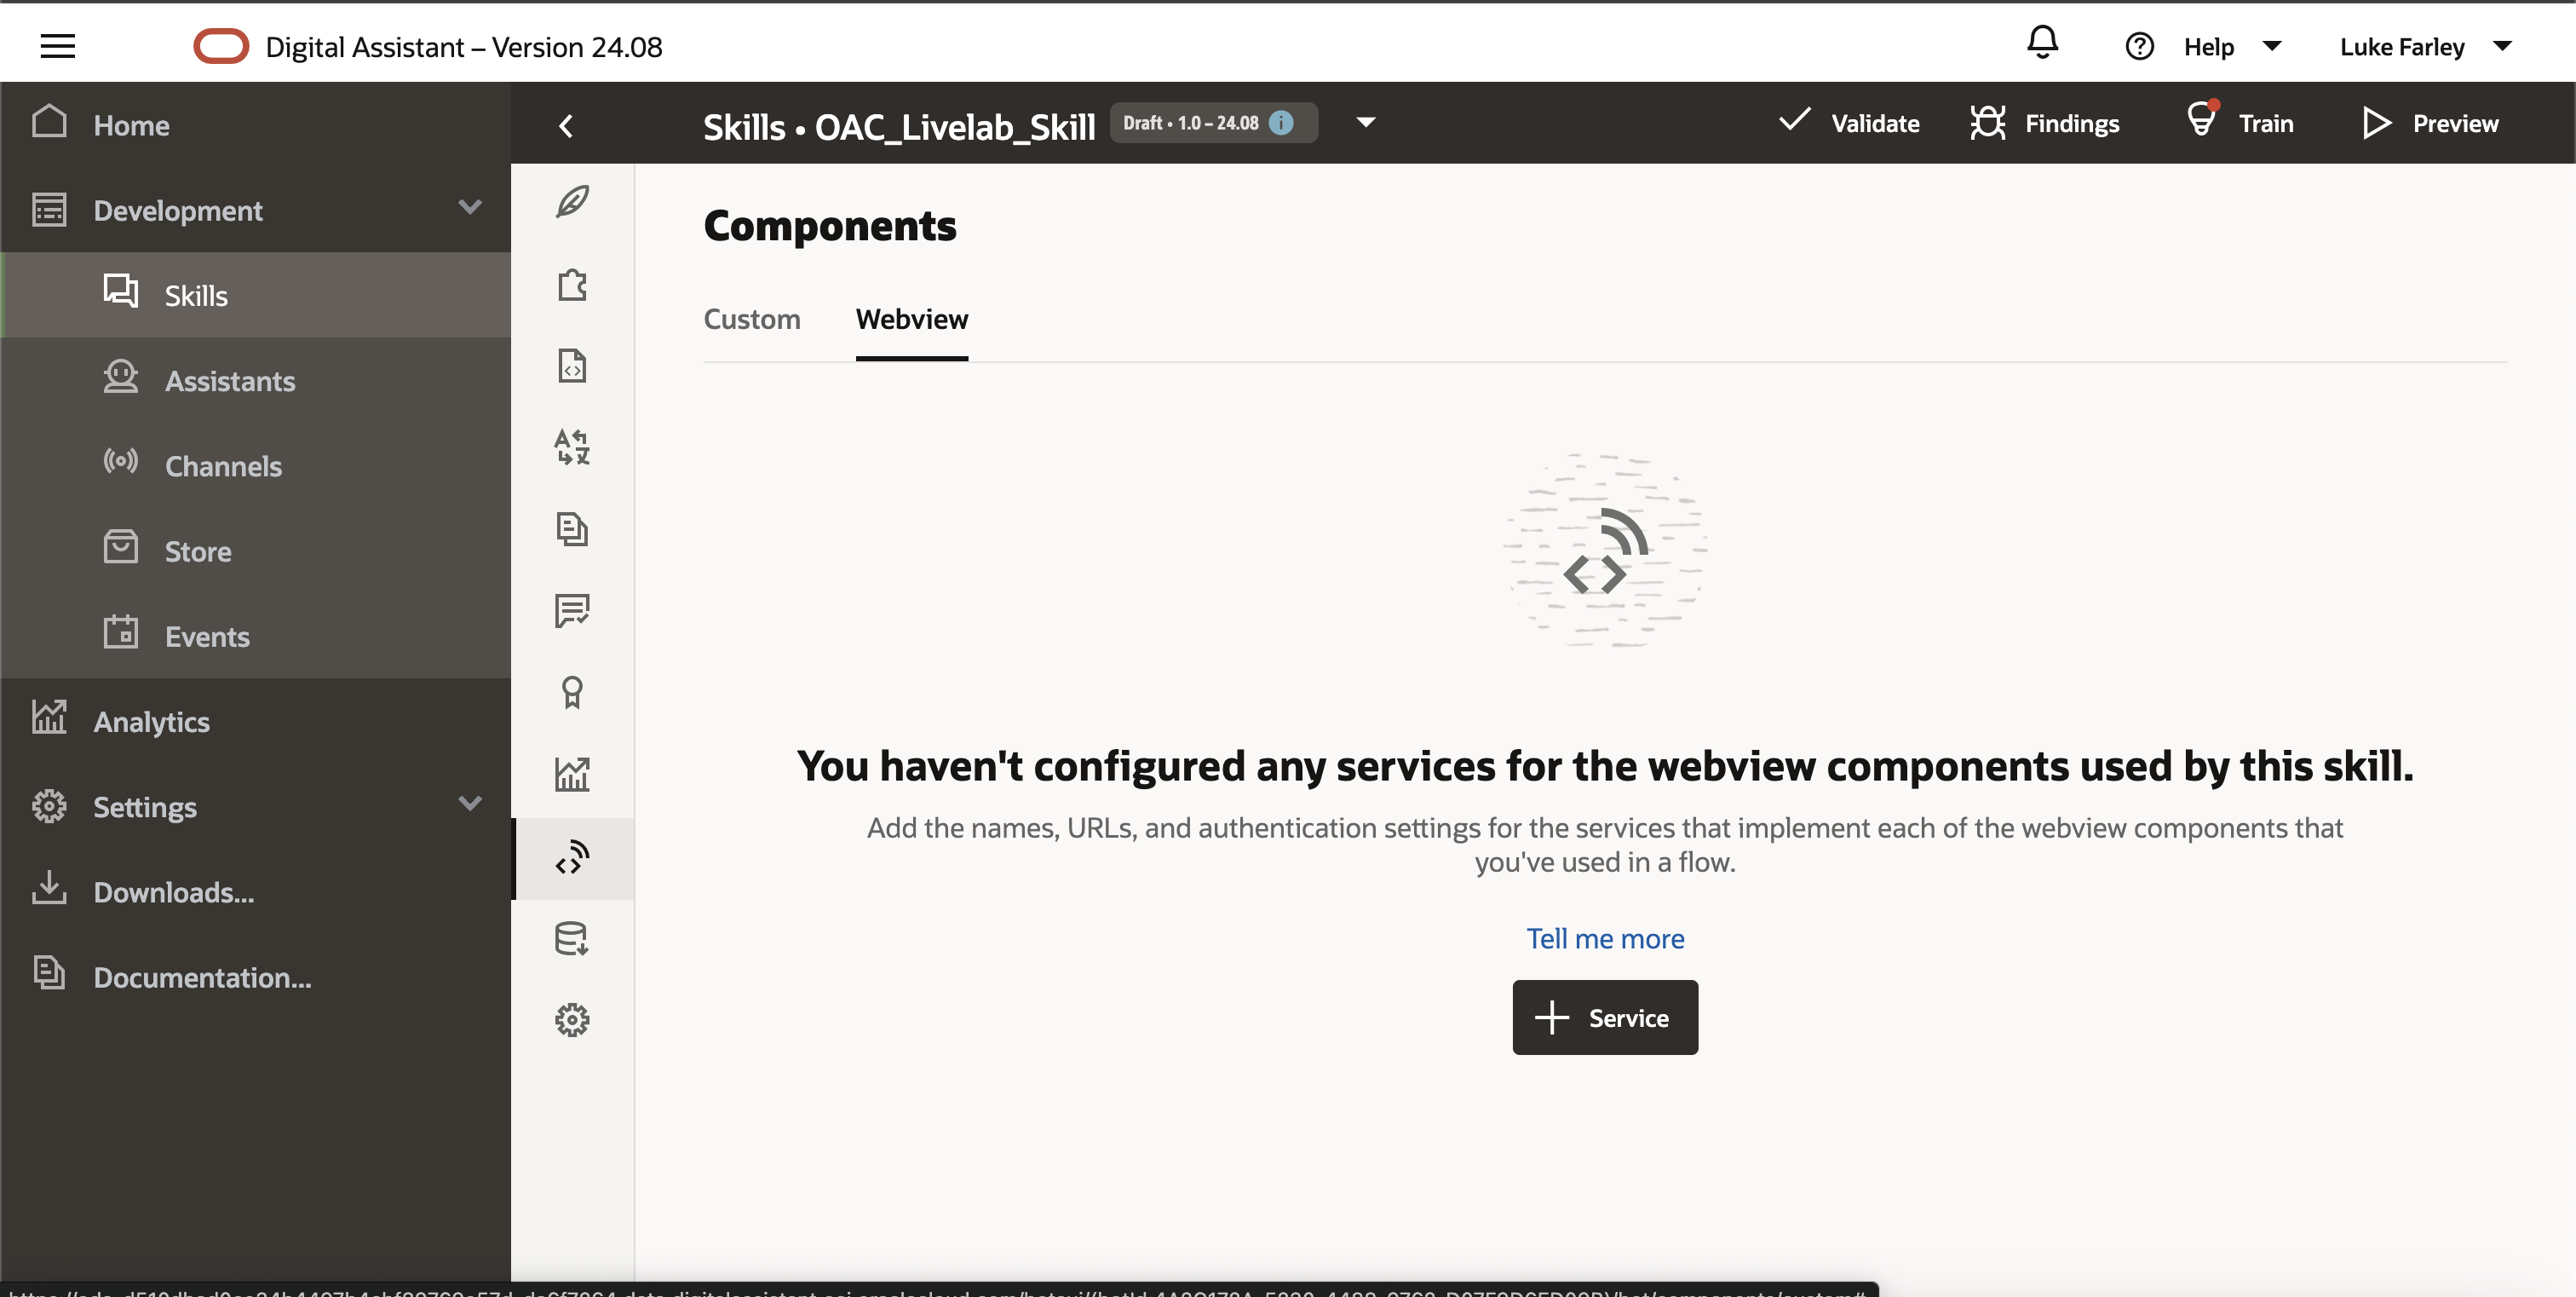 Digital Assistant – Version 24.08
Help
Luke Farley
Home
Development
Skills
Assistants
Channels
Store
Events
Analytics
Settings
Downloads...
Documentation...
Skills • OAC_Livelab_Skill
Draft • 1.0 – 24.08
Validate
Findings
Train
Preview
Components
Custom
Webview
You haven't configured any services for the webview components used by this skill.
Add the names, URLs, and authentication settings for the services that implement each of the webview components that
you've used in a flow.
Tell me more
Service